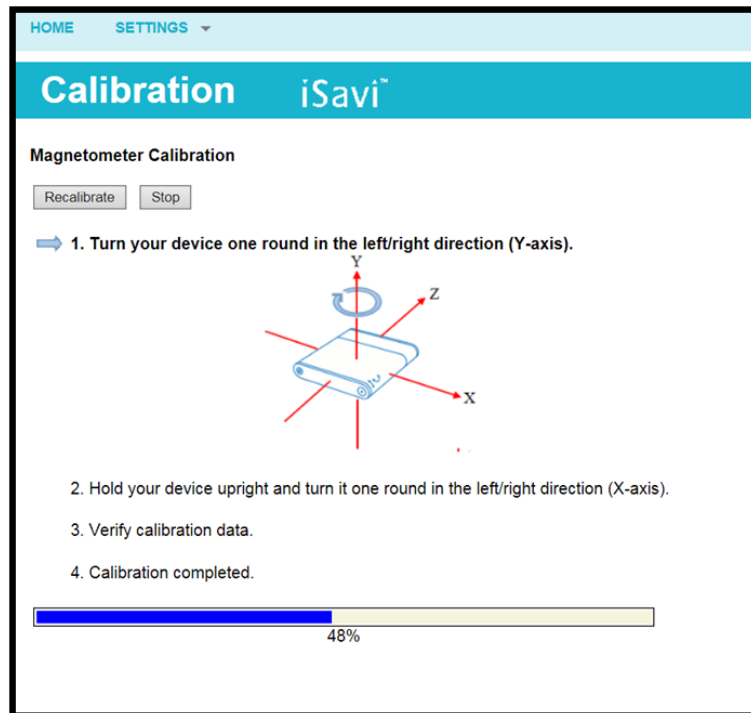 HOME SETTINGS
Calibration iSavi™
Magnetometer Calibration
Recalibrate Stop
1. Turn your device one round in the left/right direction (Y-axis).
Y
Z
X
2. Hold your device upright and turn it one round in the left/right direction (X-axis).
3. Verify calibration data.
4. Calibration completed.
48%